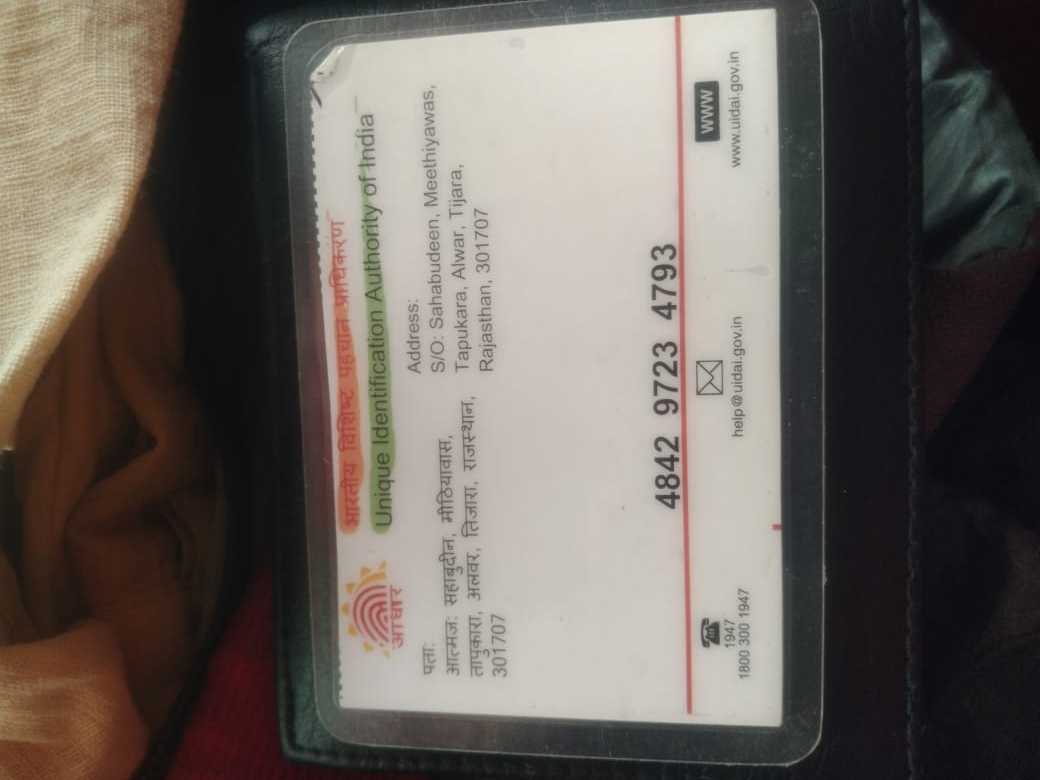 भारतीय विशिष्ट पहचान प्राधिकरण
Unique Identification Authority of India
आधार
पता:
आत्मज: सहाबुदीन, मीठियावास,
तापुकारा, अलवर, तिजारा, राजस्थान,
301707
Address:
S/O: Sahabudeen, Meethiyawas,
Tapukara, Alwar, Tijara,
Rajasthan, 301707
4842 9723 4793
1947
1800 300 1947
help@uidai.gov.in
WWW
www.uidai.gov.in